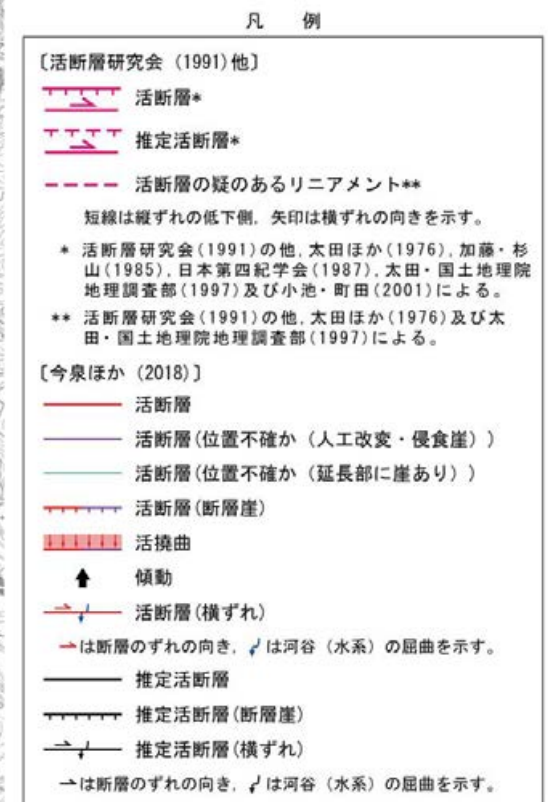 凡 例
〔活断層研究会（1991)他〕
活断層*
推定活断層*
活断層の疑のあるリニアメント**
短線は縦ずれの低下側，矢印は横ずれの向きを示す。
* 活断層研究会(1991)の他，太田ほか(1976)，加藤・杉
山(1985)，日本第四紀学会(1987)，太田・国土地理院
地理調査部(1997)及び小池・町田(2001)による。
** 活断層研究会(1991)の他，太田ほか(1976)及び太
田・国土地理院地理調査部(1997)による。
〔今泉ほか（2018)〕
活断層
活断層(位置不確か（人工改変・侵食崖）)
活断層(位置不確か（延長部に崖あり）)
活断層(断層崖)
活撓曲
傾動
活断層(横ずれ)
は断層のずれの向き，は河谷（水系）の屈曲を示す。
推定活断層
推定活断層(断層崖)
推定活断層(横ずれ)
は断層のずれの向き，は河谷（水系）の屈曲を示す。